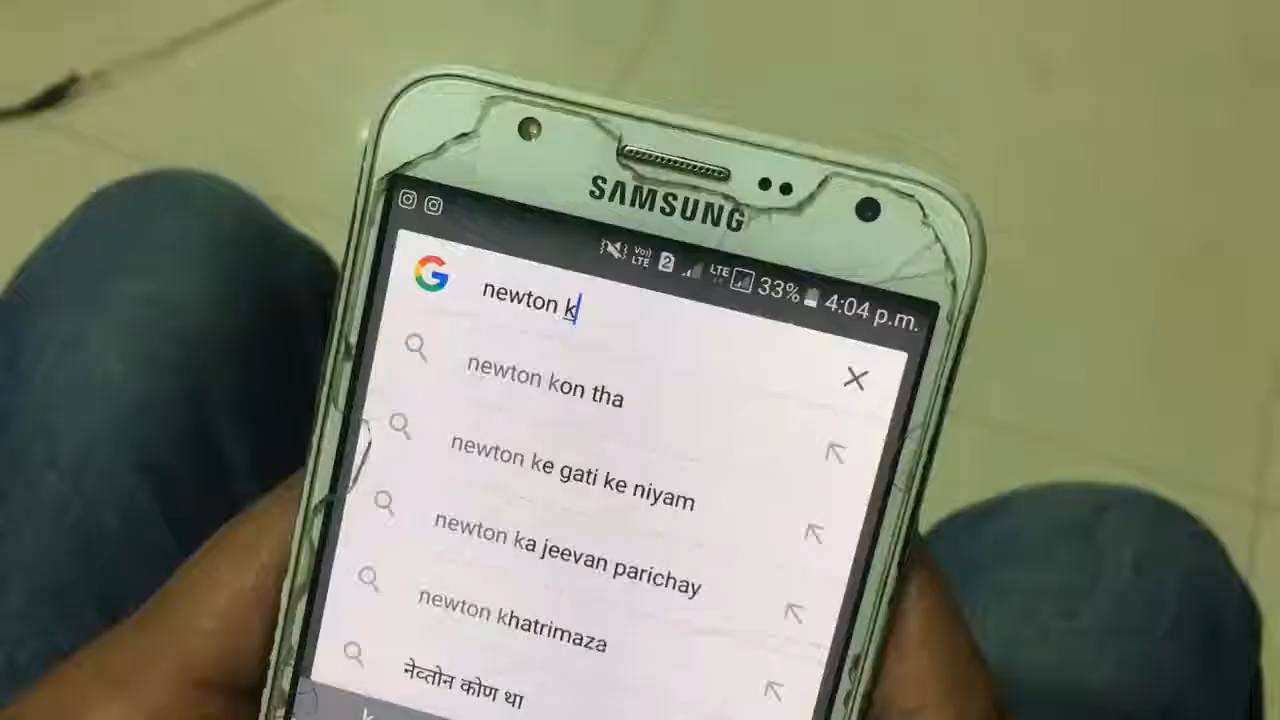 SAMSUNG
Vo)) LTE 2 LTE 33% 4:04 p.m.
newton k
newton kon tha
newton ke gati ke niyam
newton ka jeevan parichay
newton khatrimaza
नेव्तोन कोण था
k